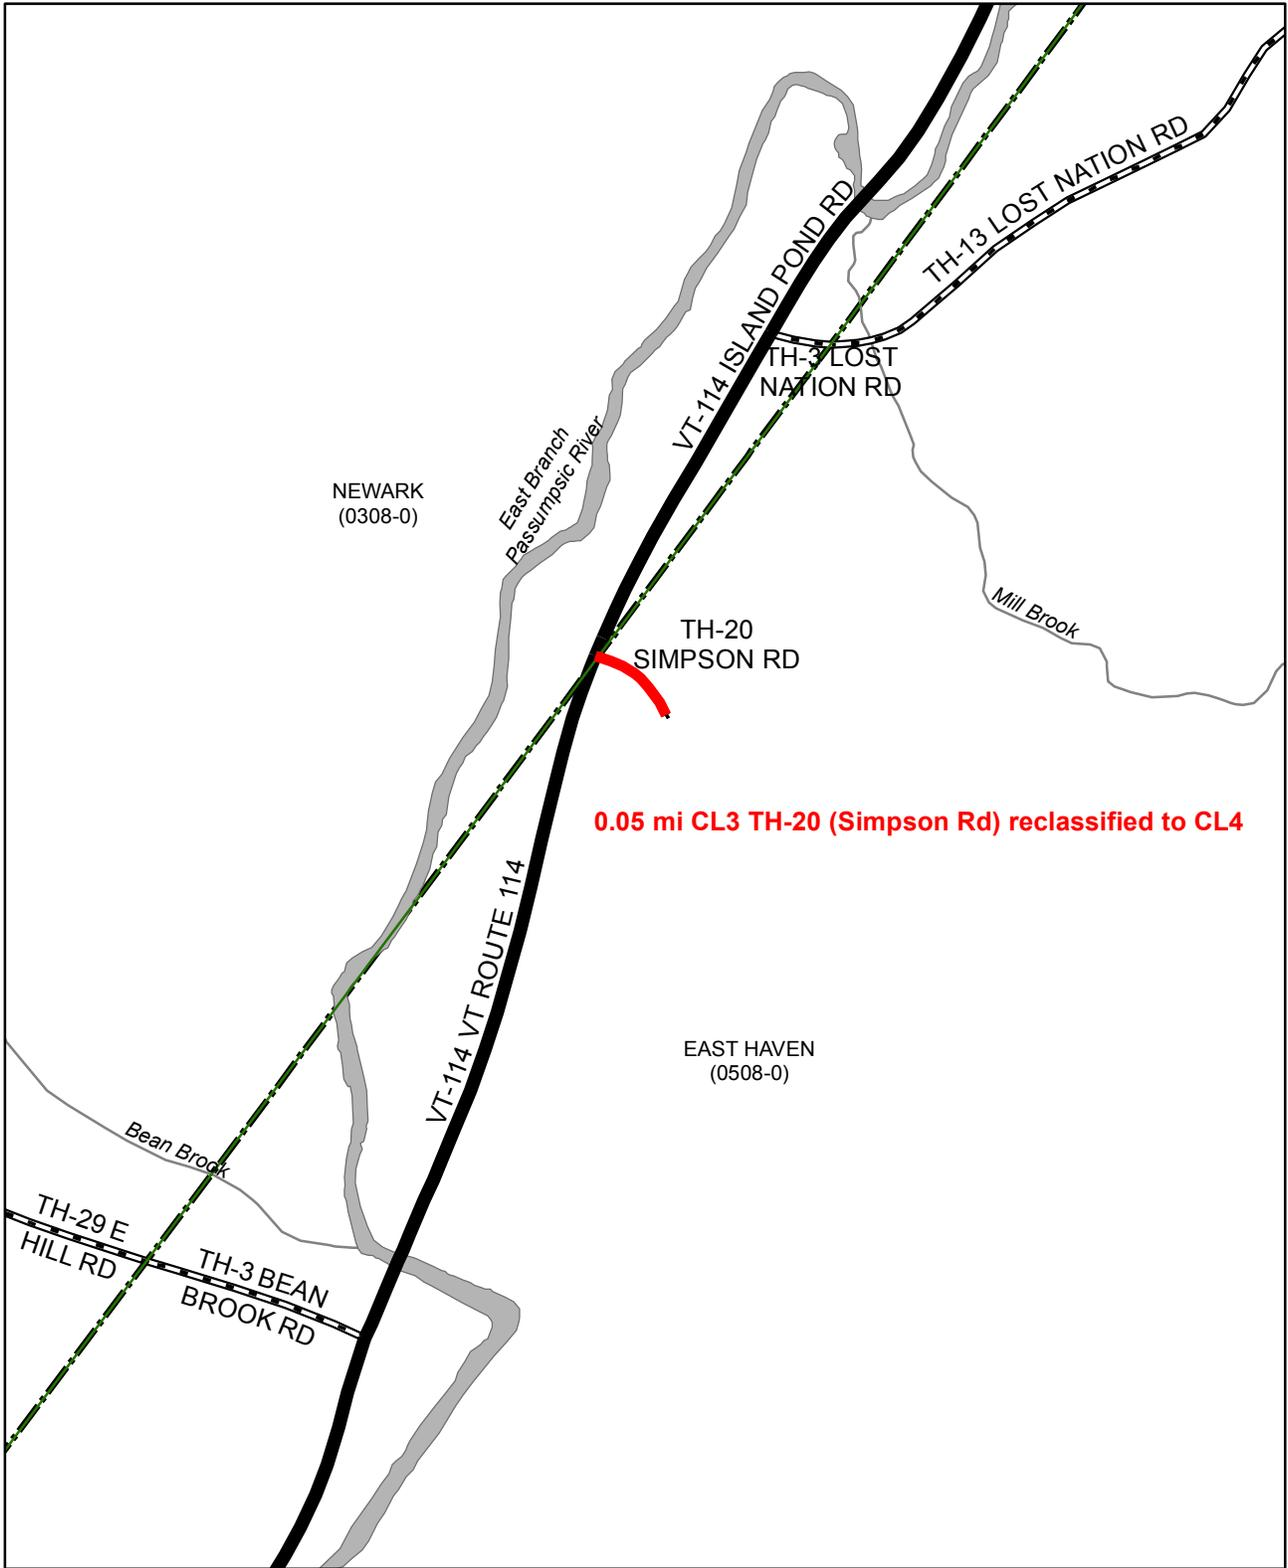 TH-13 LOST NATION RD
VT-114 ISLAND POND RD
TH-3 LOST
NATION RD
East Branch
Passumpsic River
NEWARK
(0308-0)
Mill Brook
TH-20
SIMPSON RD
0.05 mi CL3 TH-20 (Simpson Rd) reclassified to CL4
VT-114 VT ROUTE 114
EAST HAVEN
(0508-0)
Bean Brook
TH-29 E
HILL RD
TH-3 BEAN
BROOK RD